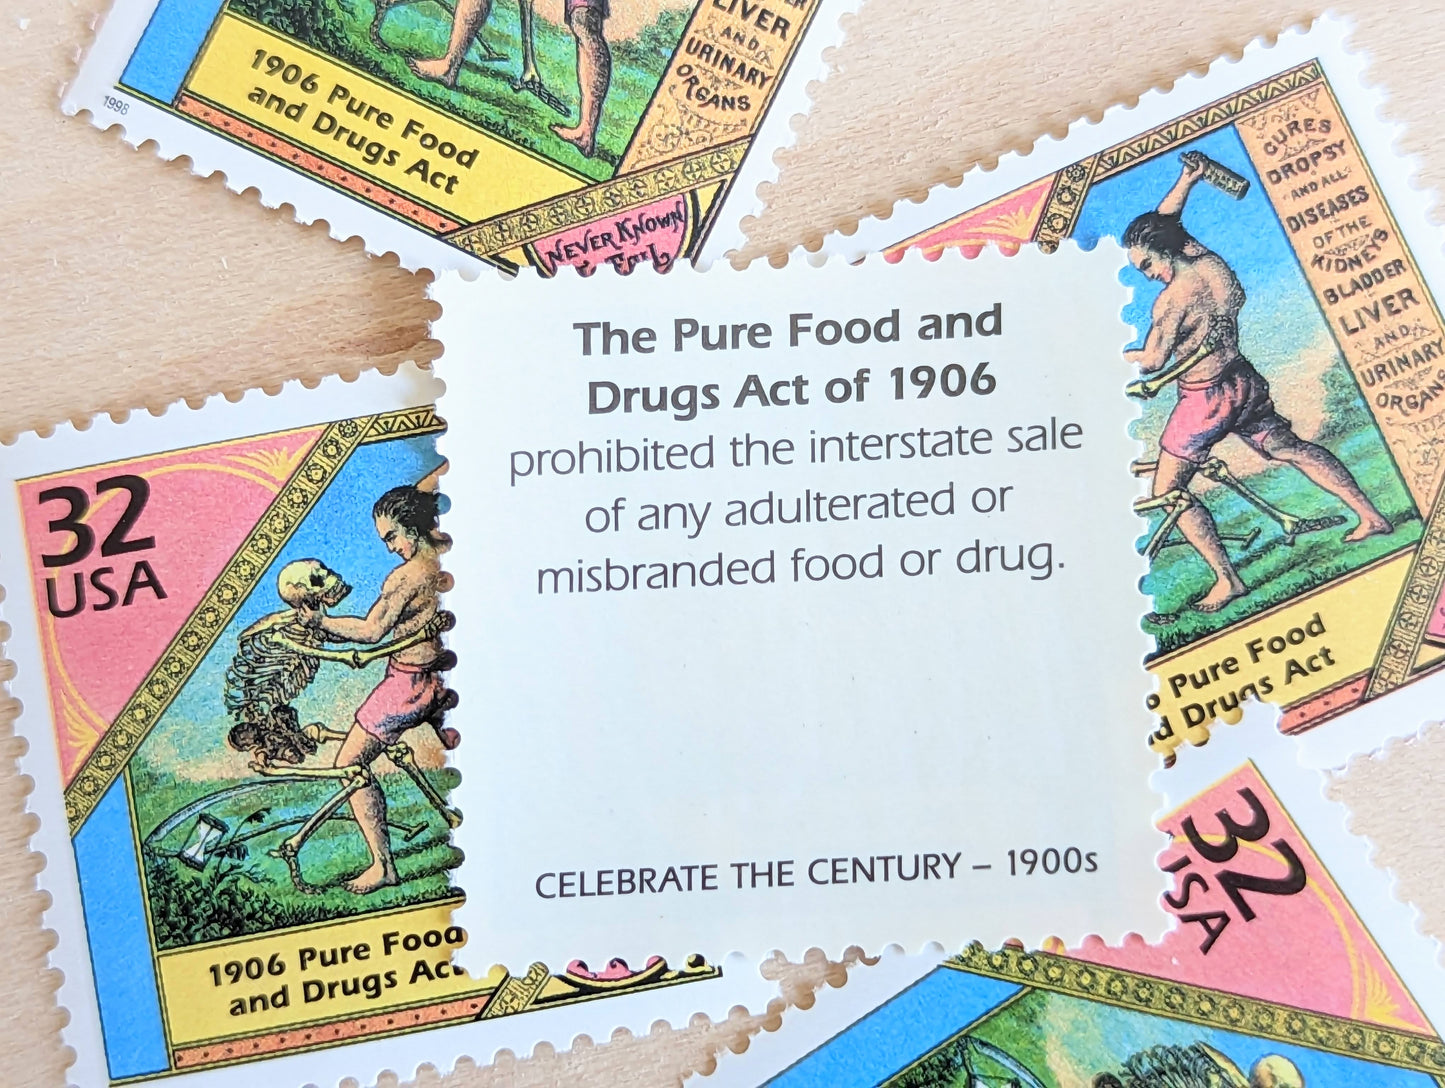 LIVER
AND
URINARY
ORGANS
1906 Pure Food
and Drugs Act
1998
NEVER KNOWN
To Fail
CURES
DROPSY
AND ALL
DISEASES
OF THE
KIDNEYS
BLADDER
LIVER
AND
URINARY
ORGANS
Pure Food
Drugs Act
The Pure Food and
Drugs Act of 1906
prohibited the interstate sale
of any adulterated or
misbranded food or drug.
CELEBRATE THE CENTURY – 1900s
32
USA
1906 Pure Food
and Drugs Act
32
USA